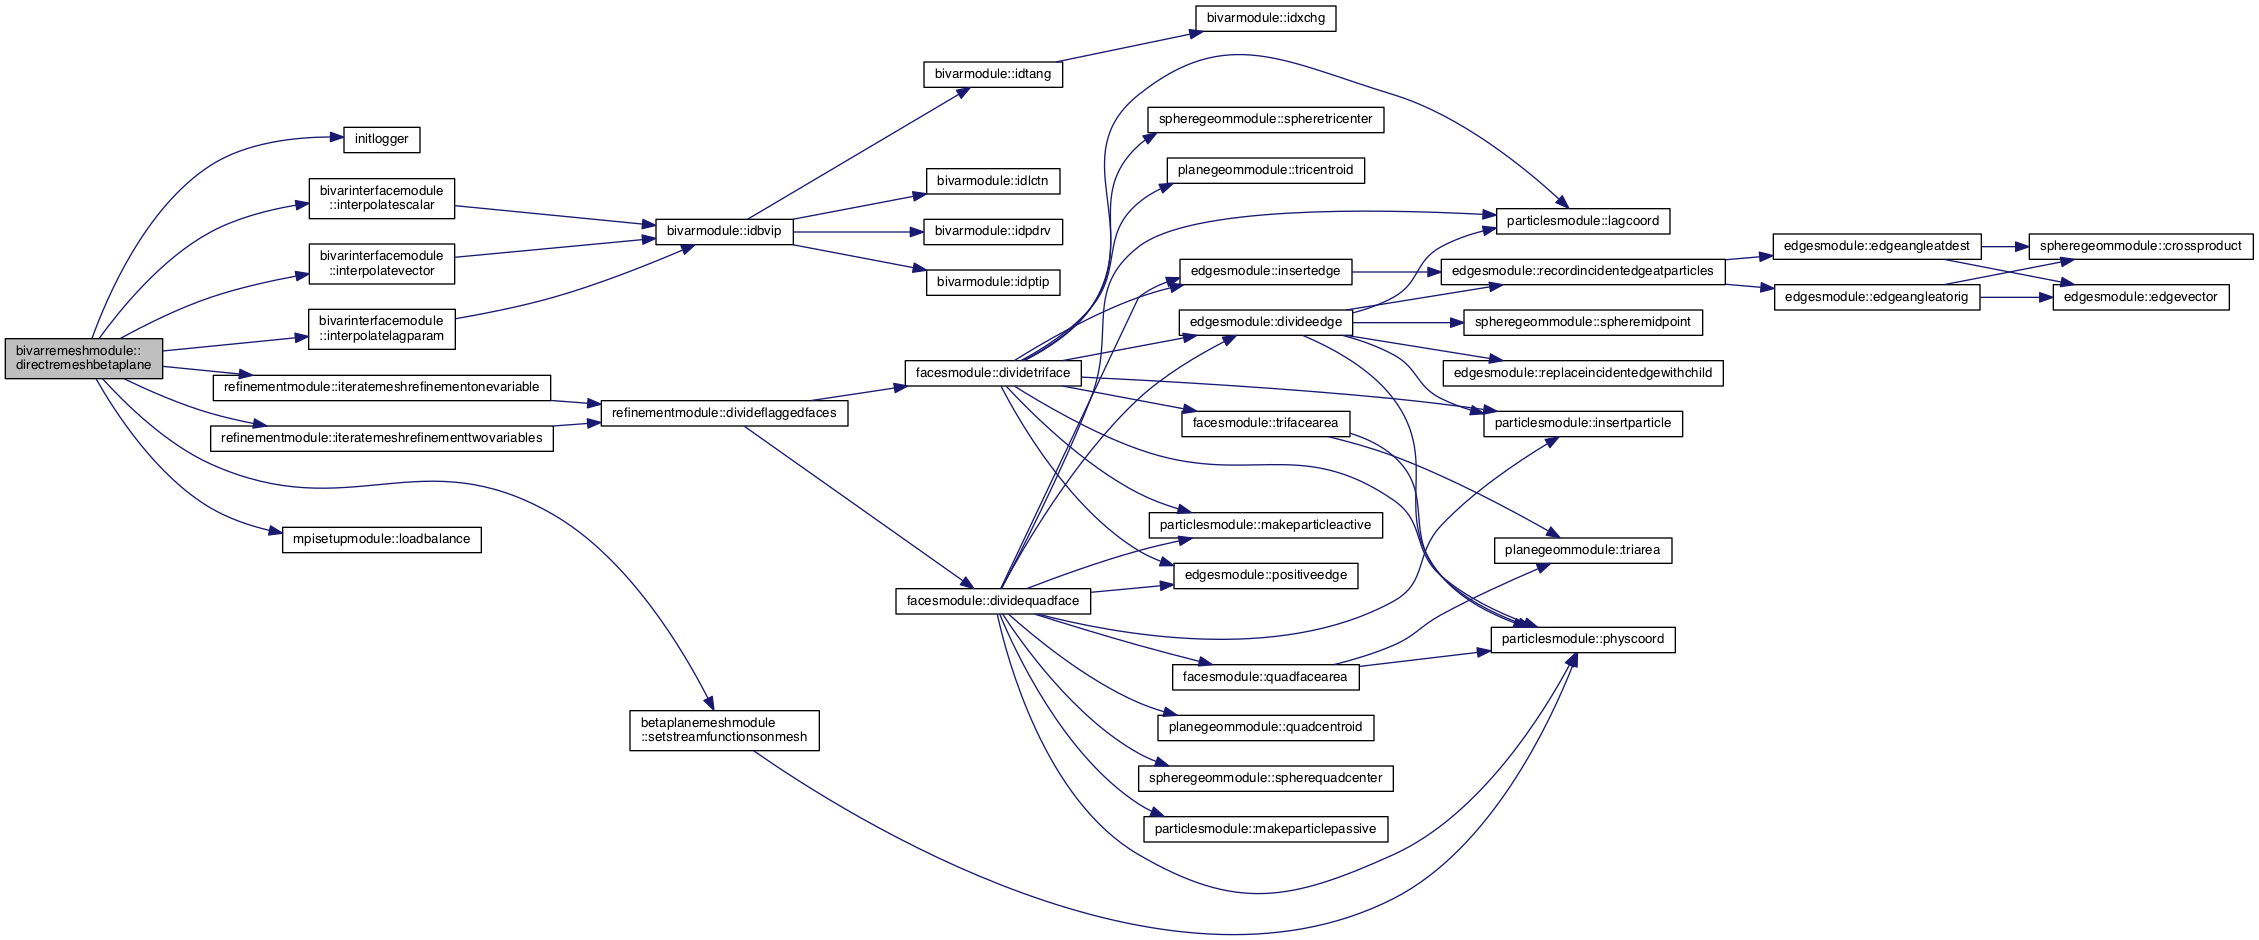 bivarremeshmodule::
directremeshbetaplane
initlogger
bivarinterfacemodule
::interpolatescalar
bivarinterfacemodule
::interpolatevector
bivarinterfacemodule
::interpolatelagparam
refinementmodule::iteratemeshrefinementonevariable
refinementmodule::iteratemeshrefinementtwovariables
mpisetupmodule::loadbalance
bivarmodule::idbvip
refinementmodule::divideflaggedfaces
betaplanemeshmodule
::setstreamfunctionsonmesh
bivarmodule::idtang
bivarmodule::idlctn
bivarmodule::idpdrv
bivarmodule::idptip
facesmodule::dividetriface
facesmodule::dividequadface
bivarmodule::idxchg
spheregeommodule::spheretricenter
planegeommodule::tricentroid
edgesmodule::insertedge
edgesmodule::divideedge
facesmodule::trifacearea
particlesmodule::makeparticleactive
edgesmodule::positiveedge
facesmodule::quadfacearea
planegeommodule::quadcentroid
spheregeommodule::spherequadcenter
particlesmodule::makeparticlepassive
particlesmodule::lagcoord
edgesmodule::recordincidentedgeatparticles
spheregeommodule::spheremidpoint
edgesmodule::replaceincidentedgewithchild
particlesmodule::insertparticle
planegeommodule::triarea
particlesmodule::physcoord
edgesmodule::edgeangleatdest
edgesmodule::edgeangleatorig
spheregeommodule::crossproduct
edgesmodule::edgevector